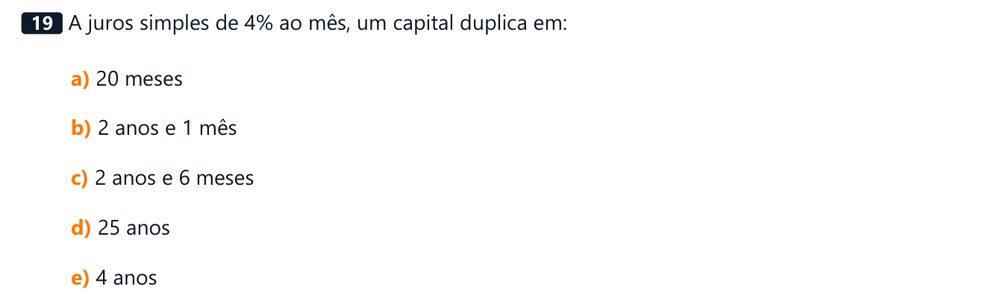 19 A juros simples de 4% ao mês, um capital duplica em:
a) 20 meses
b) 2 anos e 1 mês
c) 2 anos e 6 meses
d) 25 anos
e) 4 anos